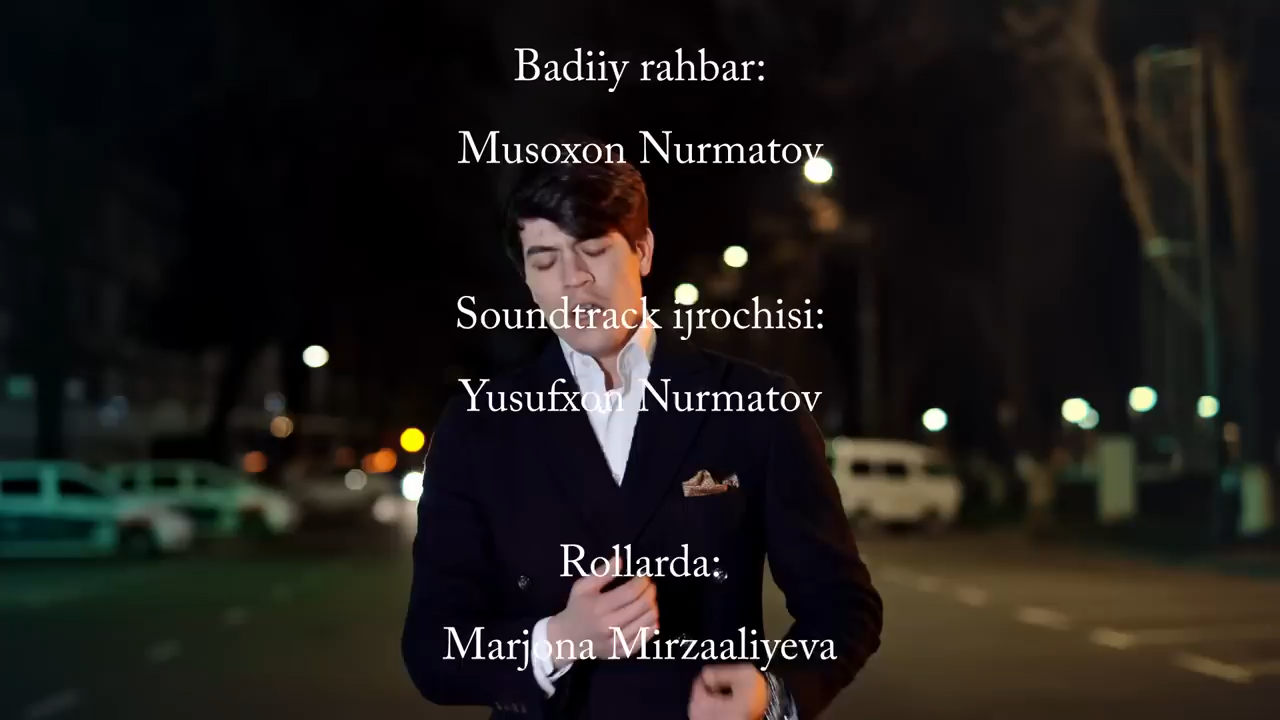 Badiiy rahbar:
Musoxon Nurmatov
Soundtrack ijrochisi:
Yusufxon Nurmatov
Rollarda:
Marjona Mirzaaliyeva